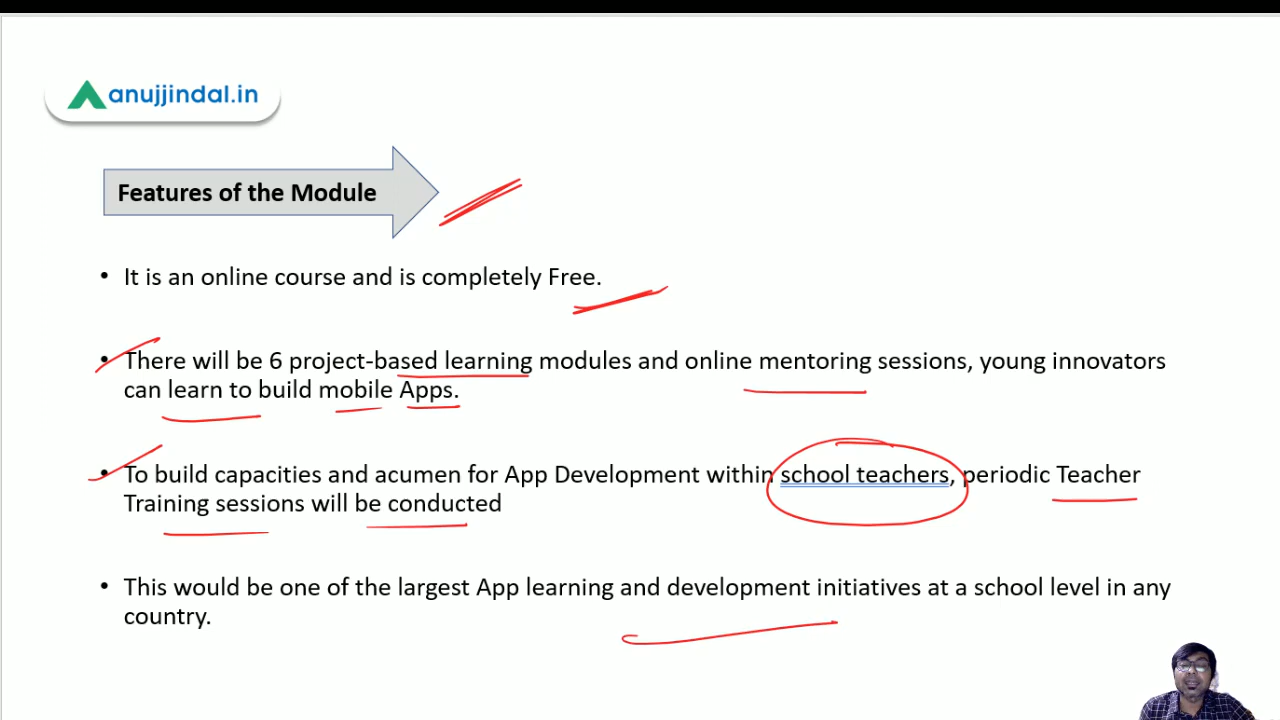 anujjindal.in
Features of the Module
• It is an online course and is completely Free.
• There will be 6 project-based learning modules and online mentoring sessions, young innovators
can learn to build mobile Apps.
• To build capacities and acumen for App Development within school teachers, periodic Teacher
Training sessions will be conducted
• This would be one of the largest App learning and development initiatives at a school level in any
country.